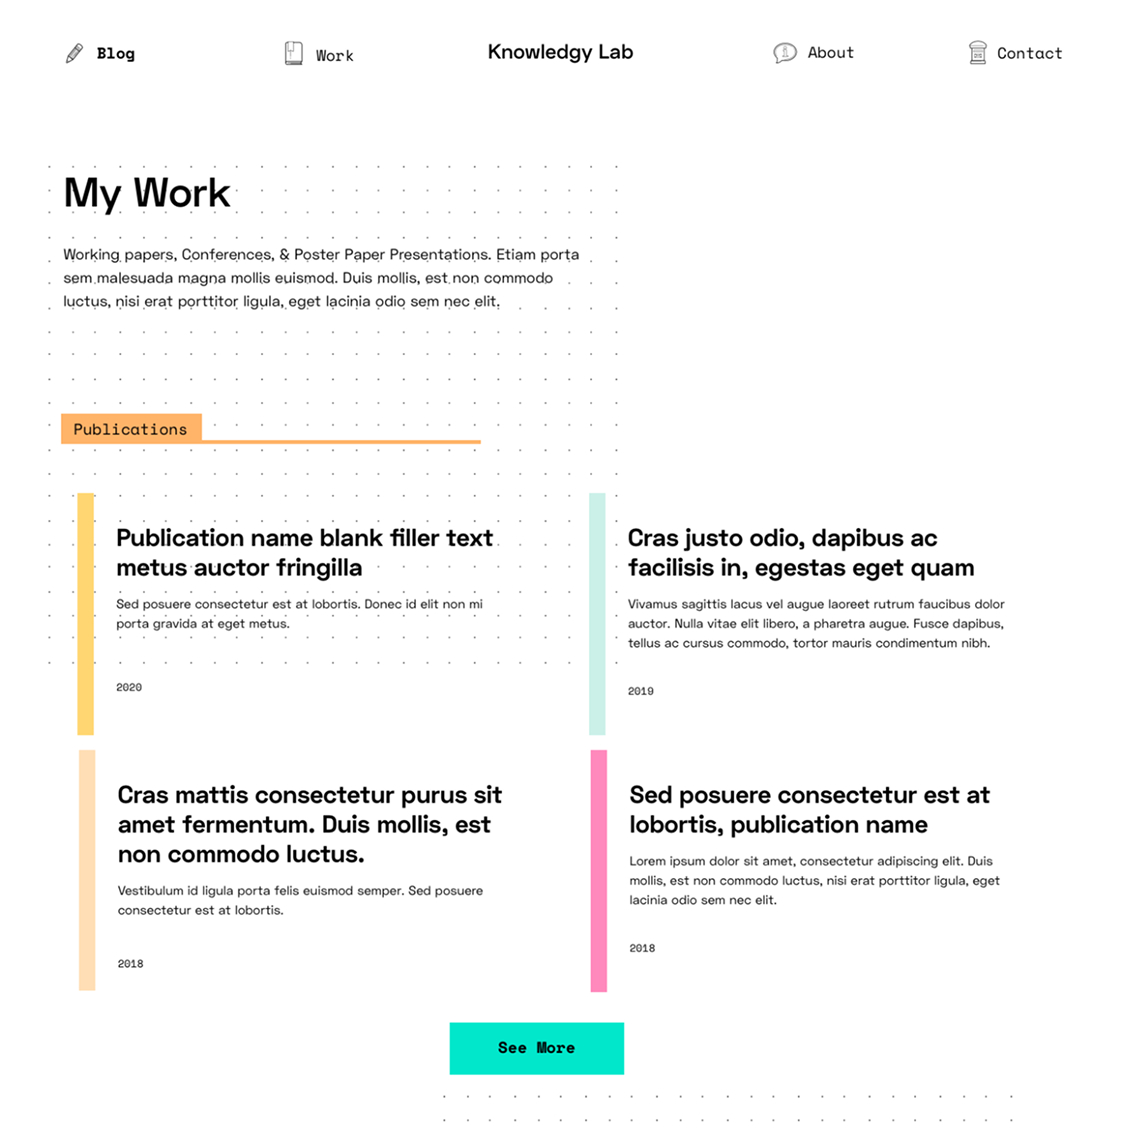 Blog
Work
Knowledgy Lab
About
Contact
My Work
Working papers, Conferences, & Poster Paper Presentations. Etiam porta
sem malesuada magna mollis euismod. Duis mollis, est non commodo
luctus, nisi erat porttitor ligula, eget lacinia odio sem nec elit.
Publications
Publication name blank filler text
metus auctor fringilla
Sed posuere consectetur est at lobortis. Donec id elit non mi
porta gravida at eget metus.
2020
Cras justo odio, dapibus ac
facilisis in, egestas eget quam
Vivamus sagittis lacus vel augue laoreet rutrum faucibus dolor
auctor. Nulla vitae elit libero, a pharetra augue. Fusce dapibus,
tellus ac cursus commodo, tortor mauris condimentum nibh.
2019
Cras mattis consectetur purus sit
amet fermentum. Duis mollis, est
non commodo luctus.
Vestibulum id ligula porta felis euismod semper. Sed posuere
consectetur est at lobortis.
2018
Sed posuere consectetur est at
lobortis, publication name
Lorem ipsum dolor sit amet, consectetur adipiscing elit. Duis
mollis, est non commodo luctus, nisi erat porttitor ligula, eget
lacinia odio sem nec elit.
2018
See More